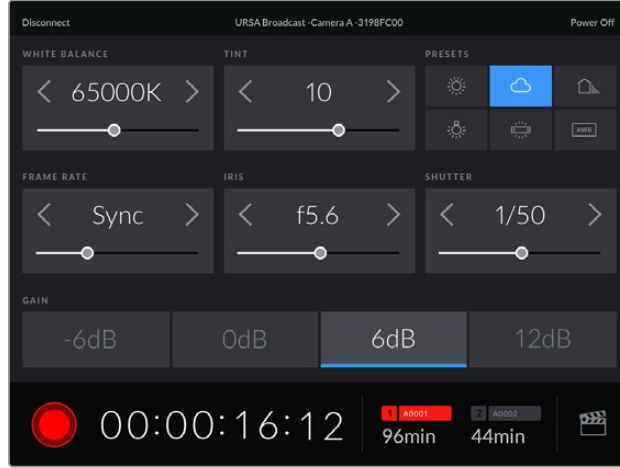 Disconnect URSA Broadcast -Camera A -3198FC00 Power Off
WHITE BALANCE TINT PRESETS
65000K 10
AWB
FRAME RATE IRIS SHUTTER
Sync f5.6 1/50
GAIN
-6dB 0dB 6dB 12dB
00:00:16:12 1 A0001 2 A0002
96min 44min